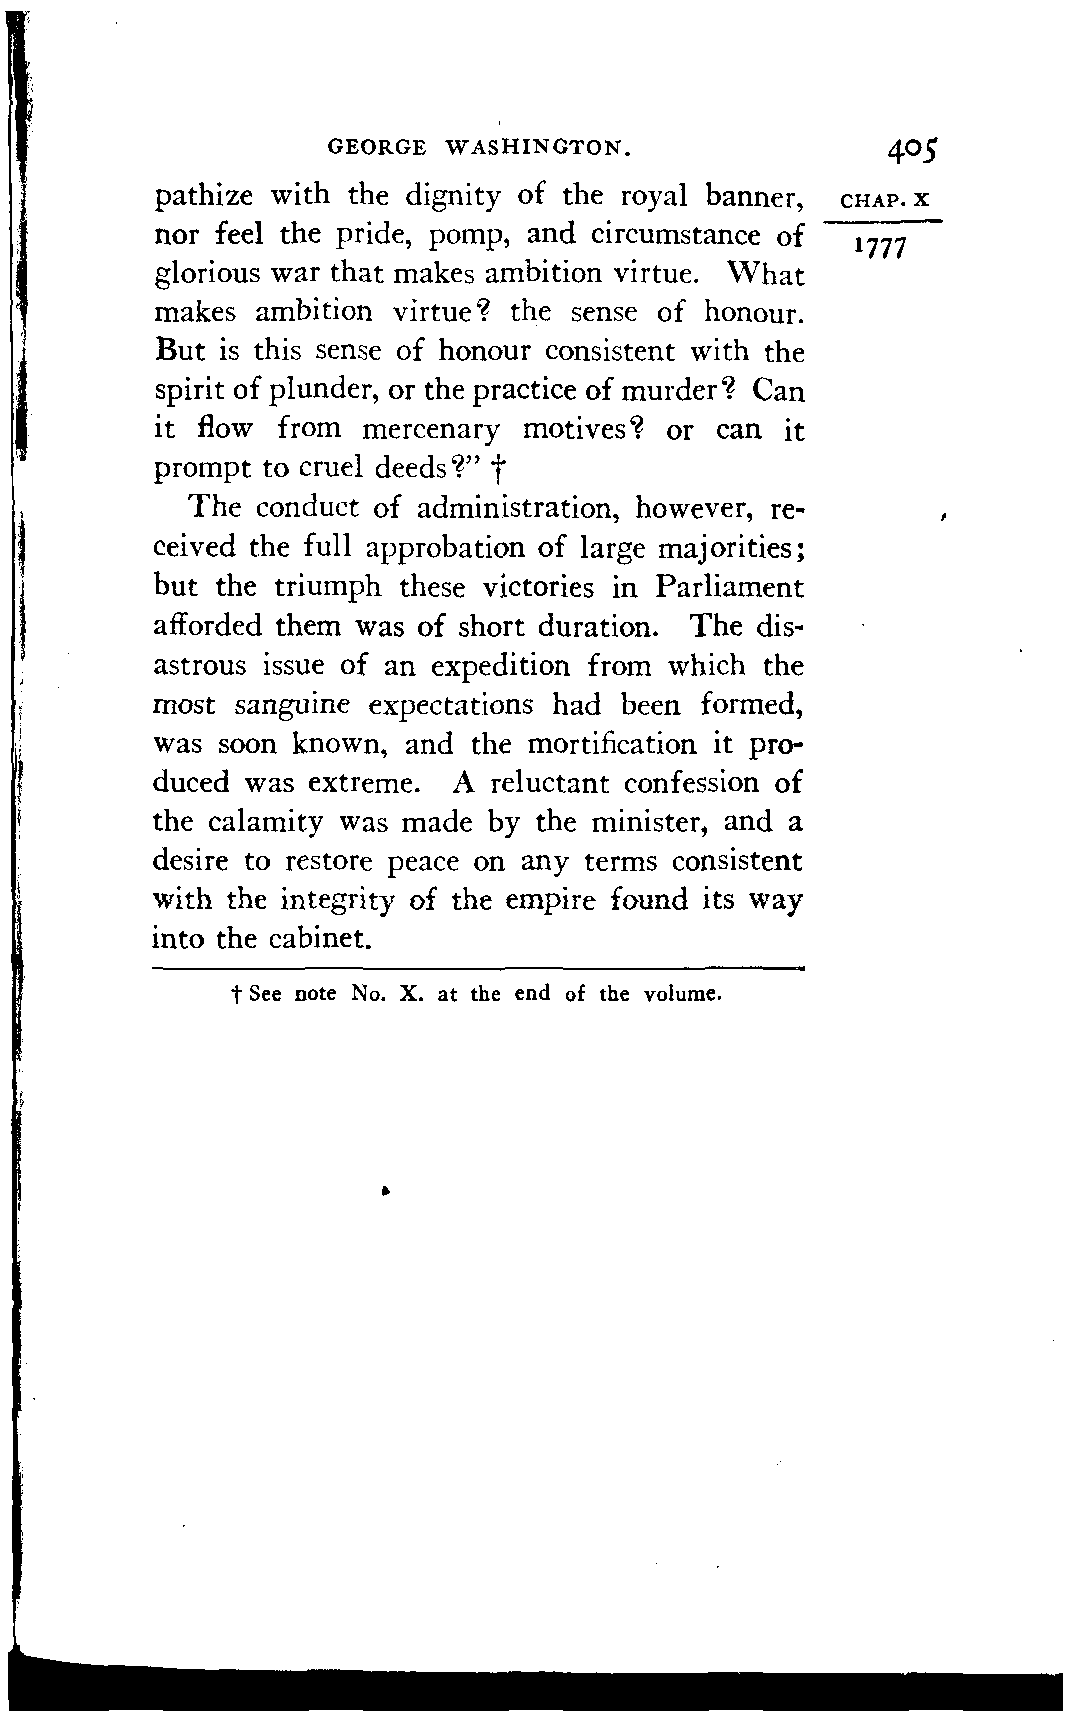 GEORGE WASHINGTON. 405
pathize with the dignity of the royal banner, CHAP. X
nor feel the pride, pomp, and circumstance of 1777
glorious war that makes ambition virtue. What
makes ambition virtue? the sense of honour.
But is this sense of honour consistent with the
spirit of plunder, or the practice of murder? Can
it flow from mercenary motives? or can it
prompt to cruel deeds?" †
The conduct of administration, however, re-
ceived the full approbation of large majorities;
but the triumph these victories in Parliament
afforded them was of short duration. The dis-
astrous issue of an expedition from which the
most sanguine expectations had been formed,
was soon known, and the mortification it pro-
duced was extreme. A reluctant confession of
the calamity was made by the minister, and a
desire to restore peace on any terms consistent
with the integrity of the empire found its way
into the cabinet.
† See note No. X. at the end of the volume.